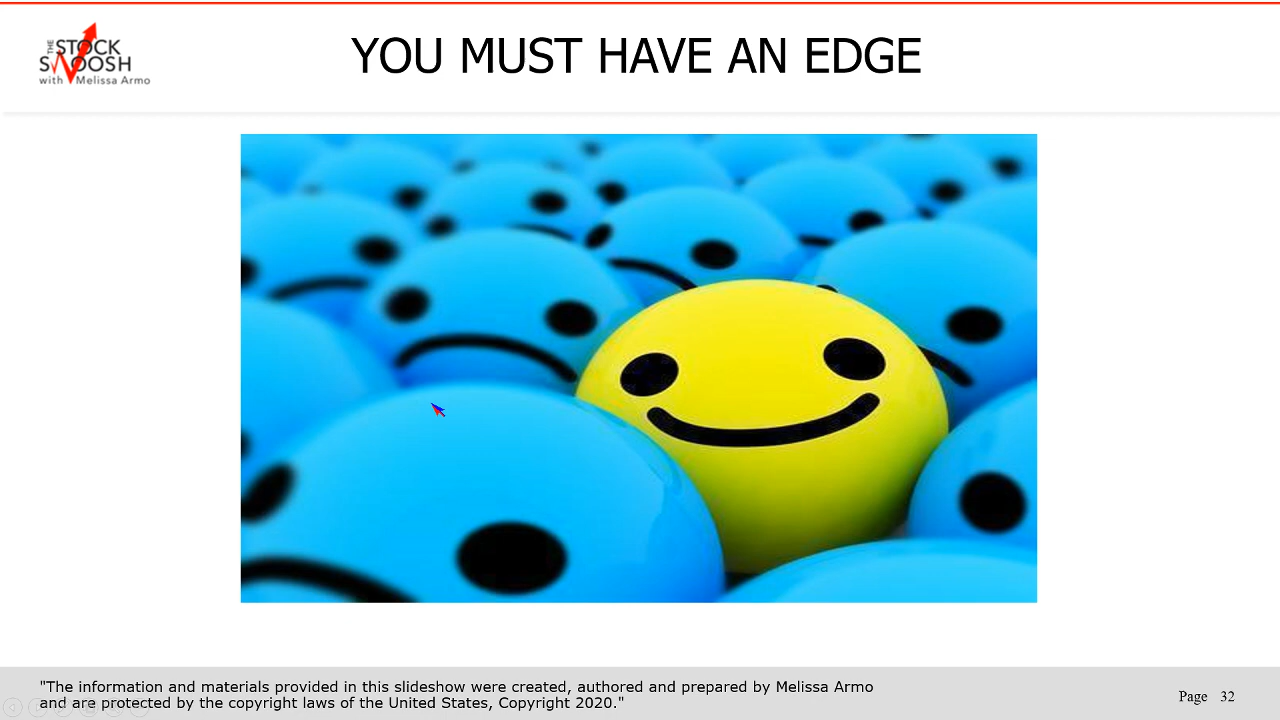 THE
STOCK
SWOOSH
with Melissa Armo
YOU MUST HAVE AN EDGE
"The information and materials provided in this slideshow were created, authored and prepared by Melissa Armo
and are protected by the copyright laws of the United States, Copyright 2020."
Page 32